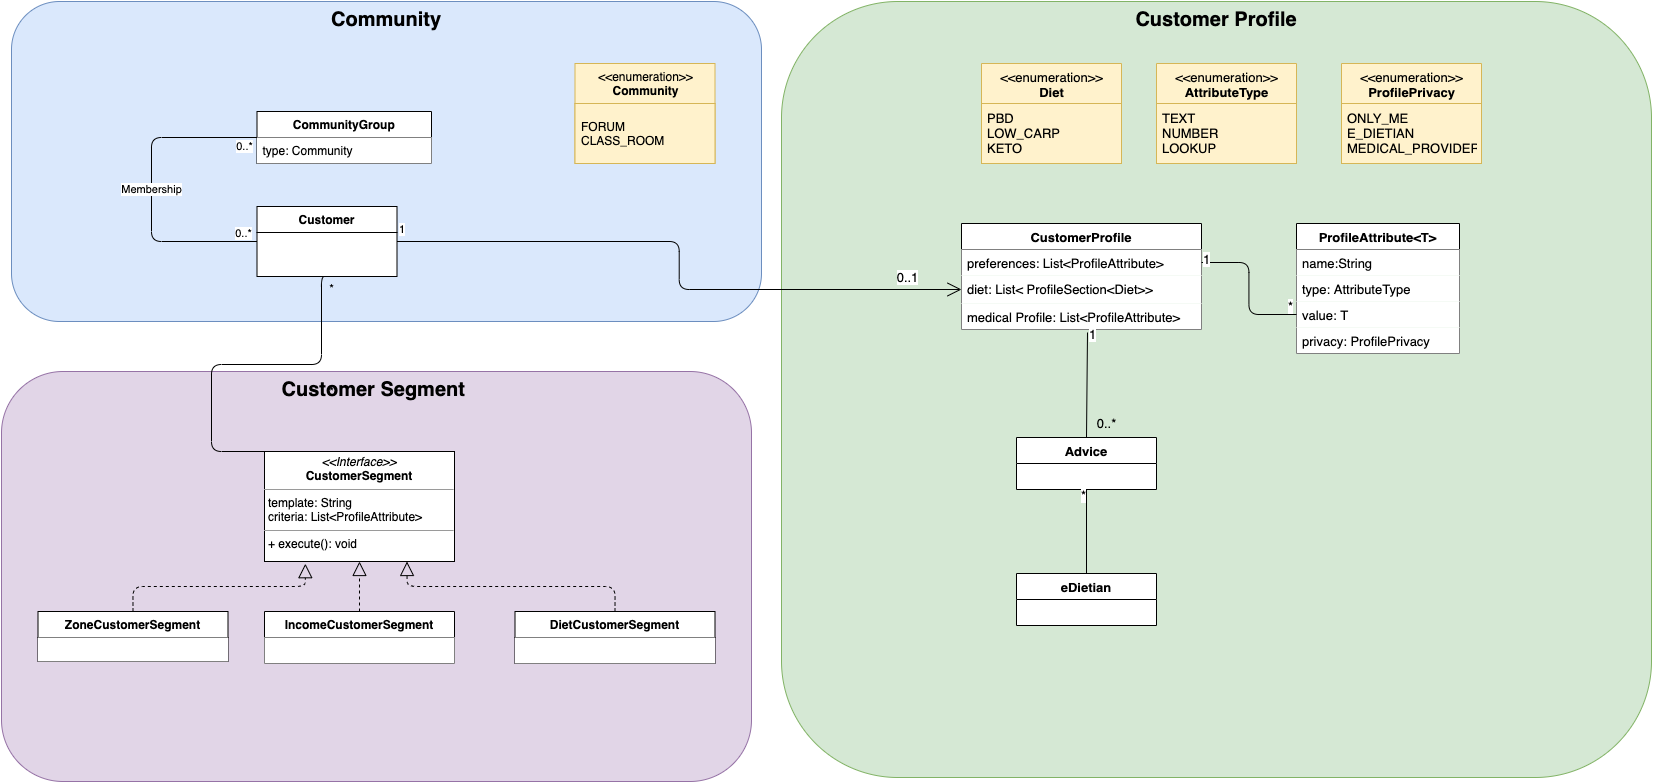 Community
<<enumeration>>
Community
FORUM
CLASS_ROOM
CommunityGroup
type: Community
0..*
Membership
0..*
Customer
1
*
Customer Segment
*
<<Interface>>
CustomerSegment
template: String
criteria: List<ProfileAttribute>
+ execute(): void
ZoneCustomerSegment
IncomeCustomerSegment
DietCustomerSegment
Customer Profile
<<enumeration>>
Diet
PBD
LOW_CARP
KETO
<<enumeration>>
AttributeType
TEXT
NUMBER
LOOKUP
<<enumeration>>
ProfilePrivacy
ONLY_ME
E_DIETIAN
MEDICAL_PROVIDEF
0..1
CustomerProfile
preferences: List<ProfileAttribute>
diet: List< ProfileSection<Diet>>
medical Profile: List<ProfileAttribute>
1
*
ProfileAttribute<T>
name:String
type: AttributeType
value: T
privacy: ProfilePrivacy
1
0..*
Advice
*
eDietian